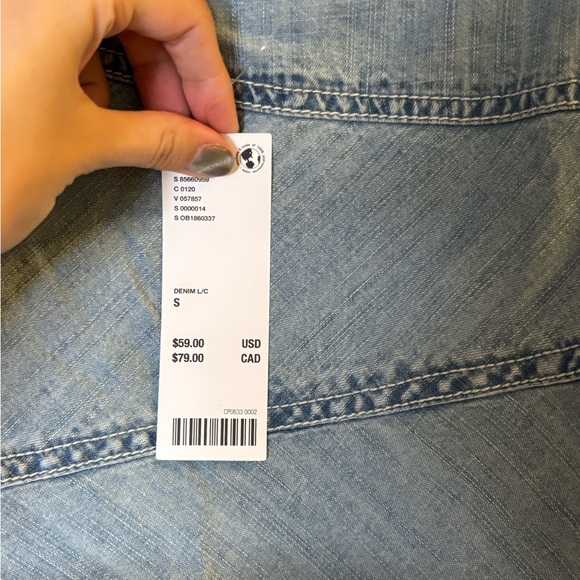 S 85660959
C 0120
V 057857
S 0000014
S OB1860337
DENIM L/C
S
$59.00 USD
$79.00 CAD
CP0633 0002